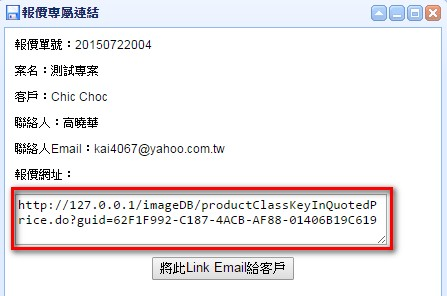 報價專屬連結
報價單號：20150722004
案名：測試專案
客戶：Chic Choc
聯絡人：高曉華
聯絡人Email：kai4067@yahoo.com.tw
報價網址：
http://127.0.0.1/imageDB/productClassKeyInQuotedP
rice.do?guid=62F1F992-C187-4ACB-AF88-01406B19C619
將此Link Email給客戶